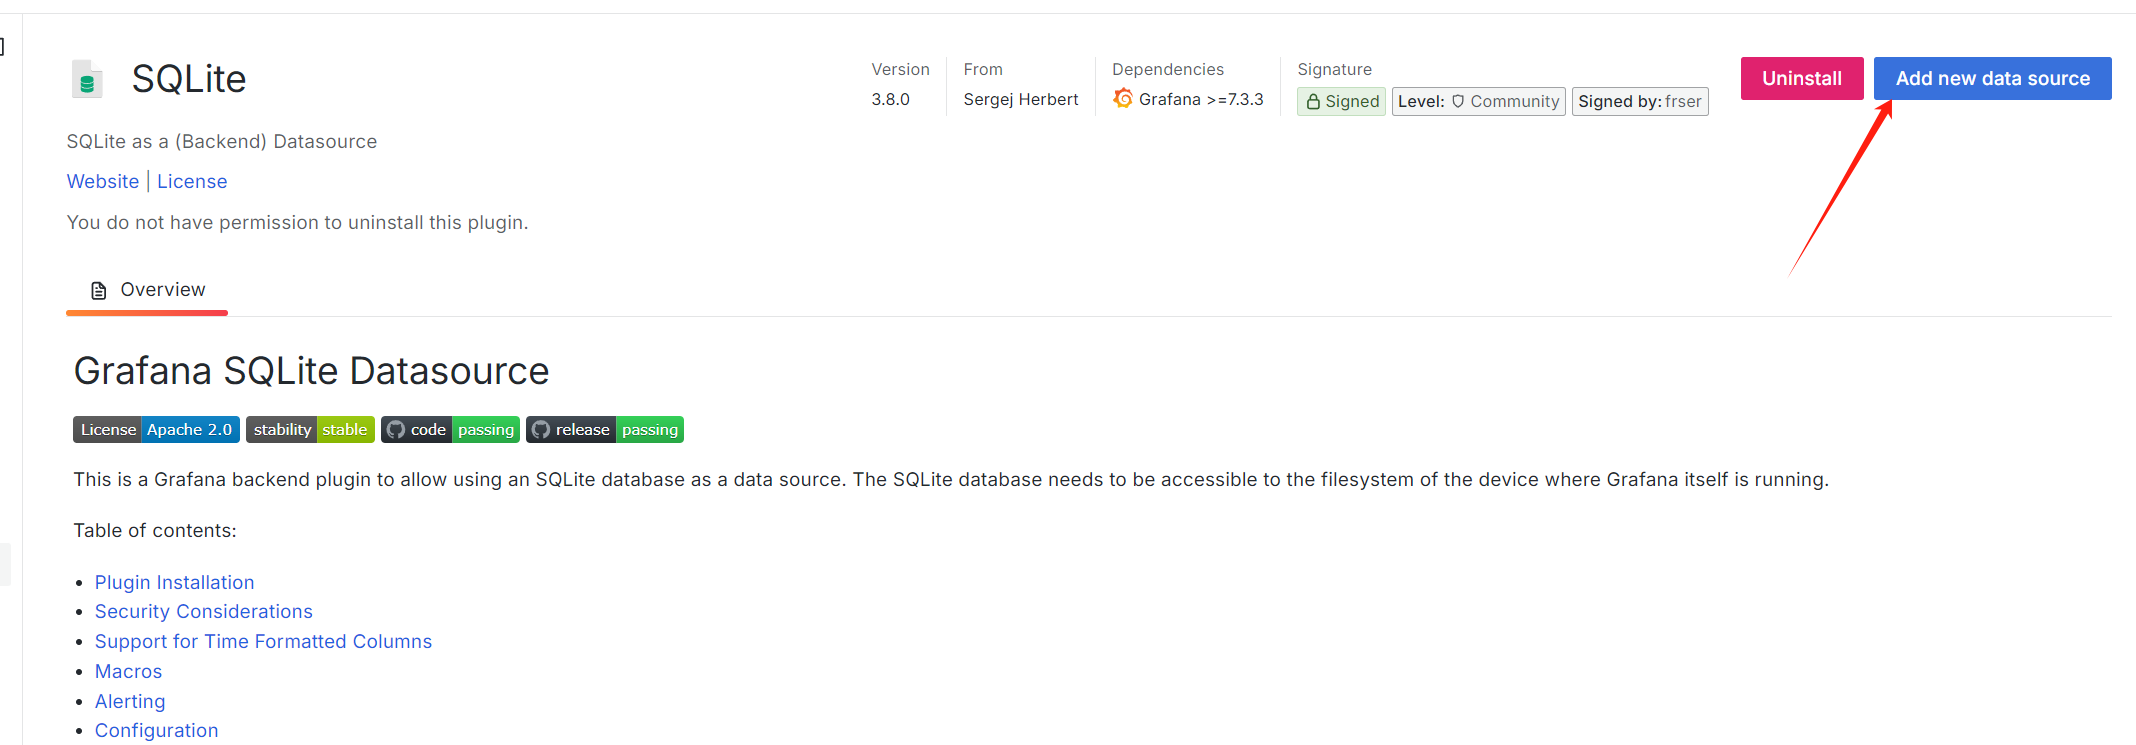 SQLite
Version
3.8.0
From
Sergej Herbert
Dependencies
Grafana >=7.3.3
Signature
Signed
Level: Community
Signed by: frser
Uninstall
Add new data source
SQLite as a (Backend) Datasource
Website | License
You do not have permission to uninstall this plugin.
Overview
Grafana SQLite Datasource
License Apache 2.0 stability stable code passing release passing
This is a Grafana backend plugin to allow using an SQLite database as a data source. The SQLite database needs to be accessible to the filesystem of the device where Grafana itself is running.
Table of contents:
• Plugin Installation
• Security Considerations
• Support for Time Formatted Columns
• Macros
• Alerting
• Configuration